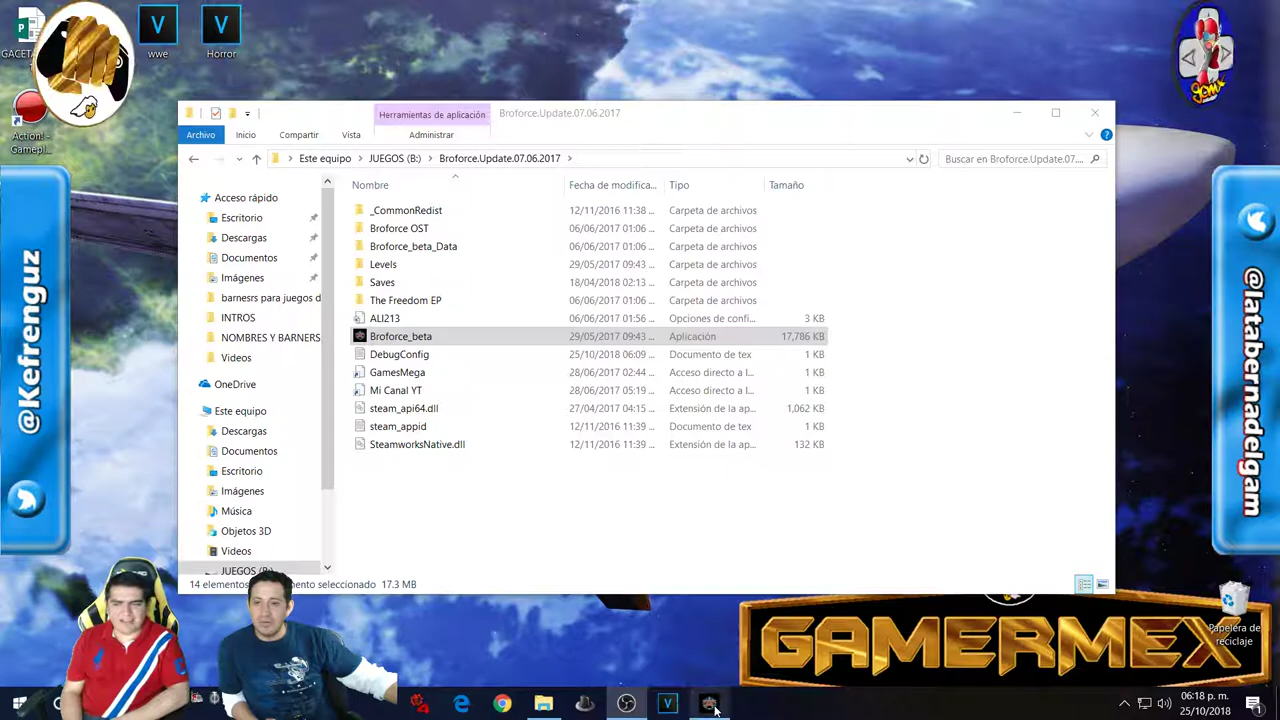 GACETA
wwe
Horror
Action! -
Gamepl...
Herramientas de aplicación
Broforce.Update.07.06.2017
Archivo
Inicio
Compartir
Vista
Administrar
Este equipo
JUEGOS (B:)
Broforce.Update.07.06.2017
Buscar en Broforce.Update.07....
Nombre
Fecha de modifica...
Tipo
Tamaño
Acceso rápido
Escritorio
Descargas
Documentos
Imágenes
barnesrs para juegos d
INTROS
NOMBRES Y BARNERS
Videos
OneDrive
Este equipo
Descargas
Documentos
Escritorio
Imágenes
Música
Objetos 3D
Videos
JUEGOS (B:)
_CommonRedist 12/11/2016 11:38 ... Carpeta de archivos
Broforce OST 06/06/2017 01:06 ... Carpeta de archivos
Broforce_beta_Data 06/06/2017 01:06 ... Carpeta de archivos
Levels 29/05/2017 09:43 ... Carpeta de archivos
Saves 18/04/2018 02:13 ... Carpeta de archivos
The Freedom EP 06/06/2017 01:06 ... Carpeta de archivos
ALI213 06/06/2017 01:56 ... Opciones de confi... 3 KB
Broforce_beta 29/05/2017 09:43 ... Aplicación 17,786 KB
DebugConfig 25/10/2018 06:09 ... Documento de tex 1 KB
GamesMega 28/06/2017 02:44 ... Acceso directo a l... 1 KB
Mi Canal YT 28/06/2017 05:19 ... Acceso directo a l... 1 KB
steam_api64.dll 27/04/2017 04:15 ... Extensión de la ap... 1,062 KB
steam_appid 12/11/2016 11:39 ... Documento de tex 1 KB
SteamworksNative.dll 12/11/2016 11:39 ... Extensión de la ap... 132 KB
14 elementos
mento seleccionado 17.3 MB
@Kefrenguz
@latabernadelgam
gemx
GAMERMEX
Papelera de
reciclaje
06:18 p. m.
25/10/2018